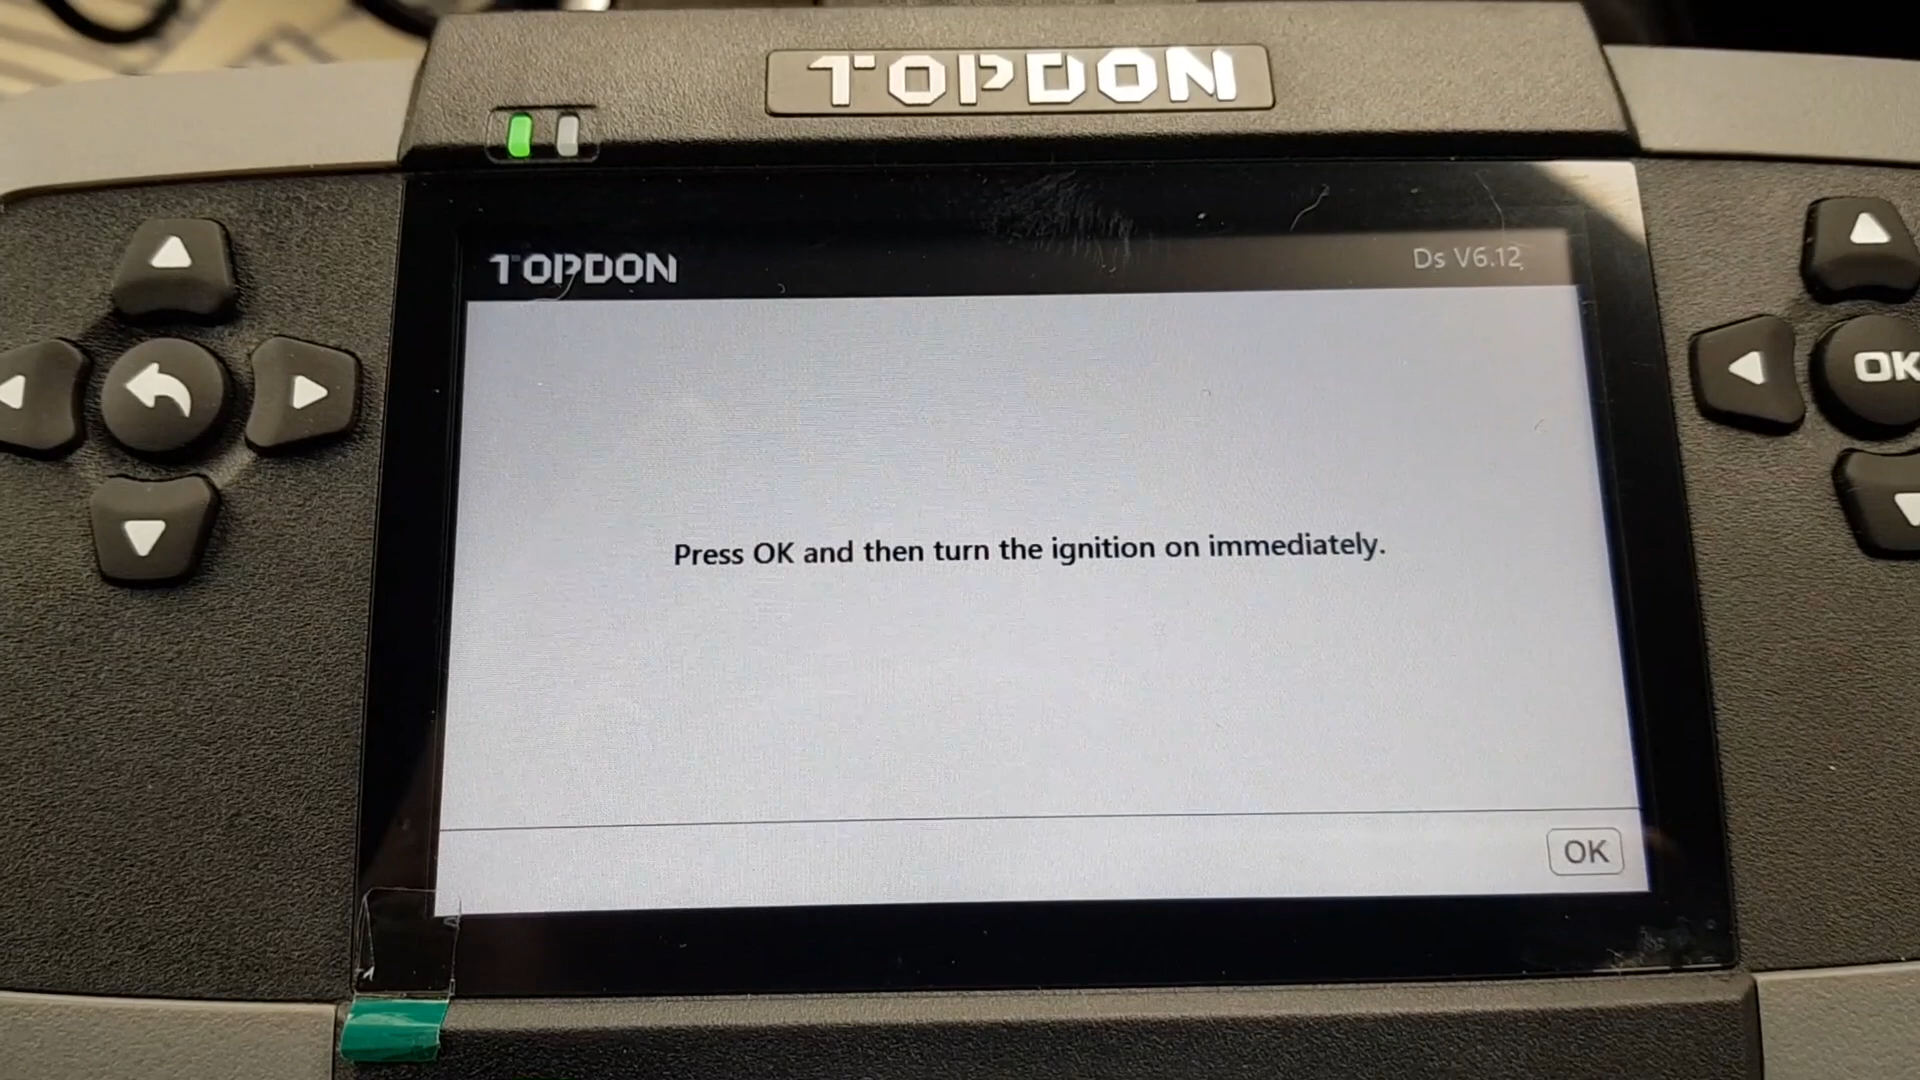 TOPDON
TOPDON
Ds V6.12
OK
Press OK and then turn the ignition on immediately.
OK